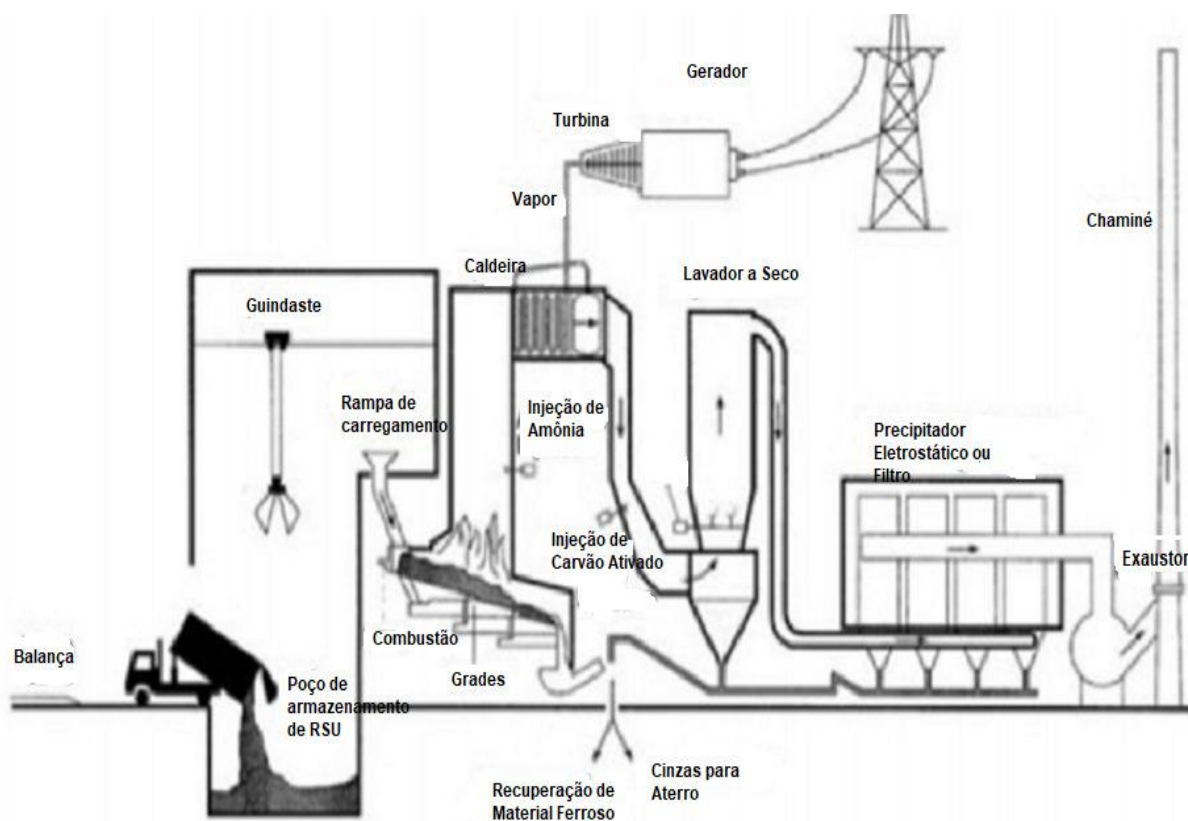 Gerador
Turbina
Vapor
Chaminé
Caldeira
Lavador a Seco
Guindaste
Rampa de
carregamento
Injeção de
Amônia
Precipitador
Eletrostático ou
Filtro
Injeção de
Carvão Ativado
Exaustor
Combustão
Balança
Grades
Poço de
armazenamento
de RSU
Recuperação de
Material Ferroso
Cinzas para
Aterro